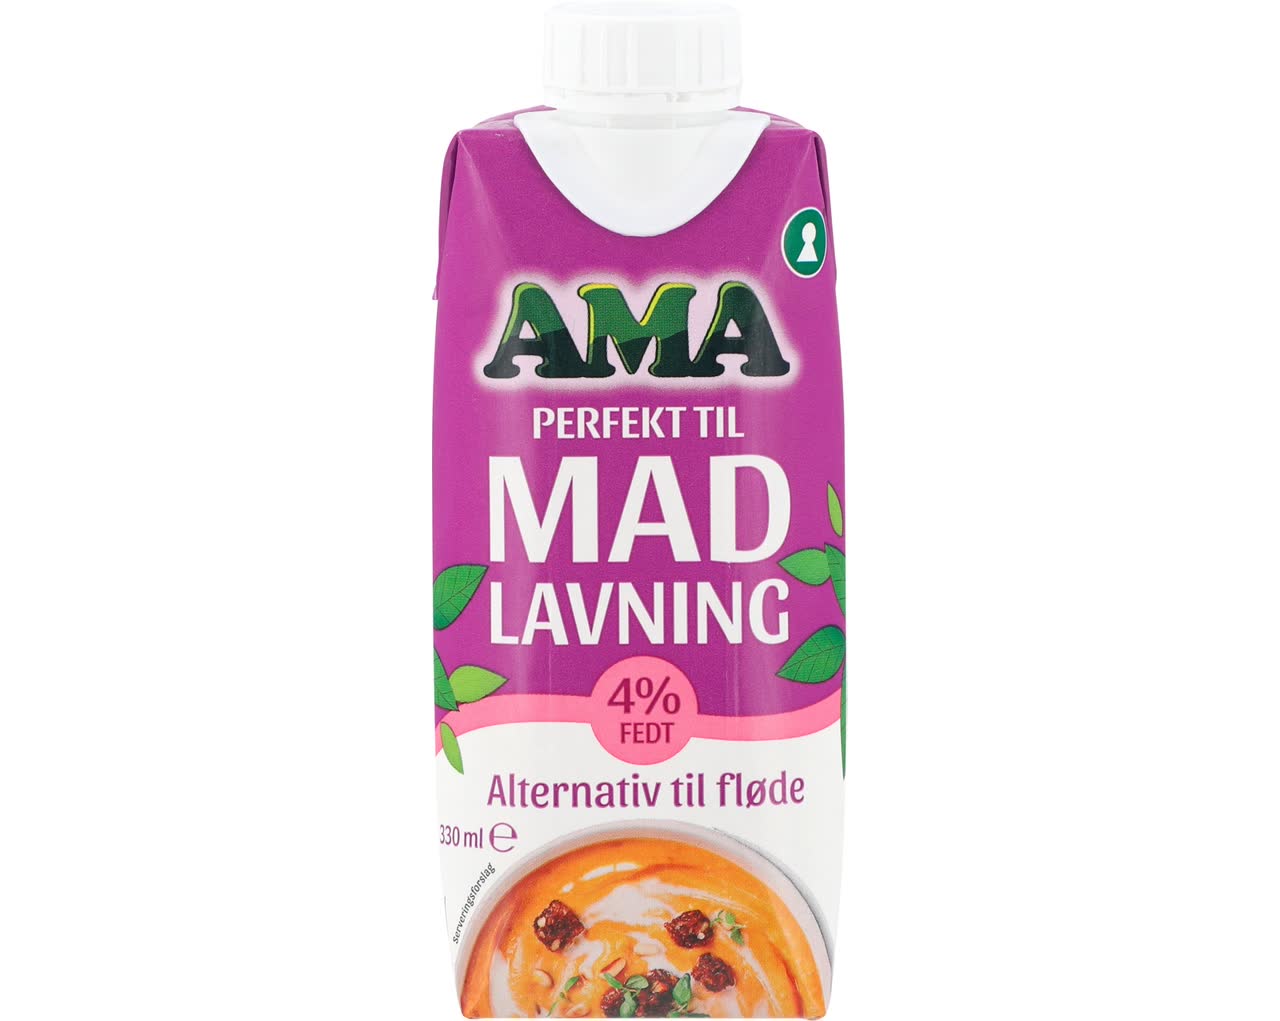 AMA
PERFEKT TIL
MAD
LAVNING
4%
FEDT
Alternativ til fløde
330 ml ℮
Serveringsforslag